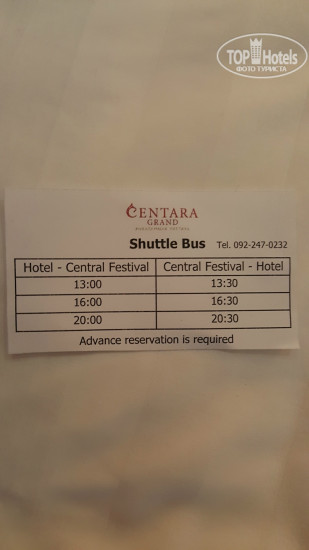 TOP Hotels
ФОТО ТУРИСТА
CENTARA
GRAND
Shuttle Bus Tel. 092-247-0232
Hotel - Central Festival Central Festival - Hotel
13:00 13:30
16:00 16:30
20:00 20:30
Advance reservation is required